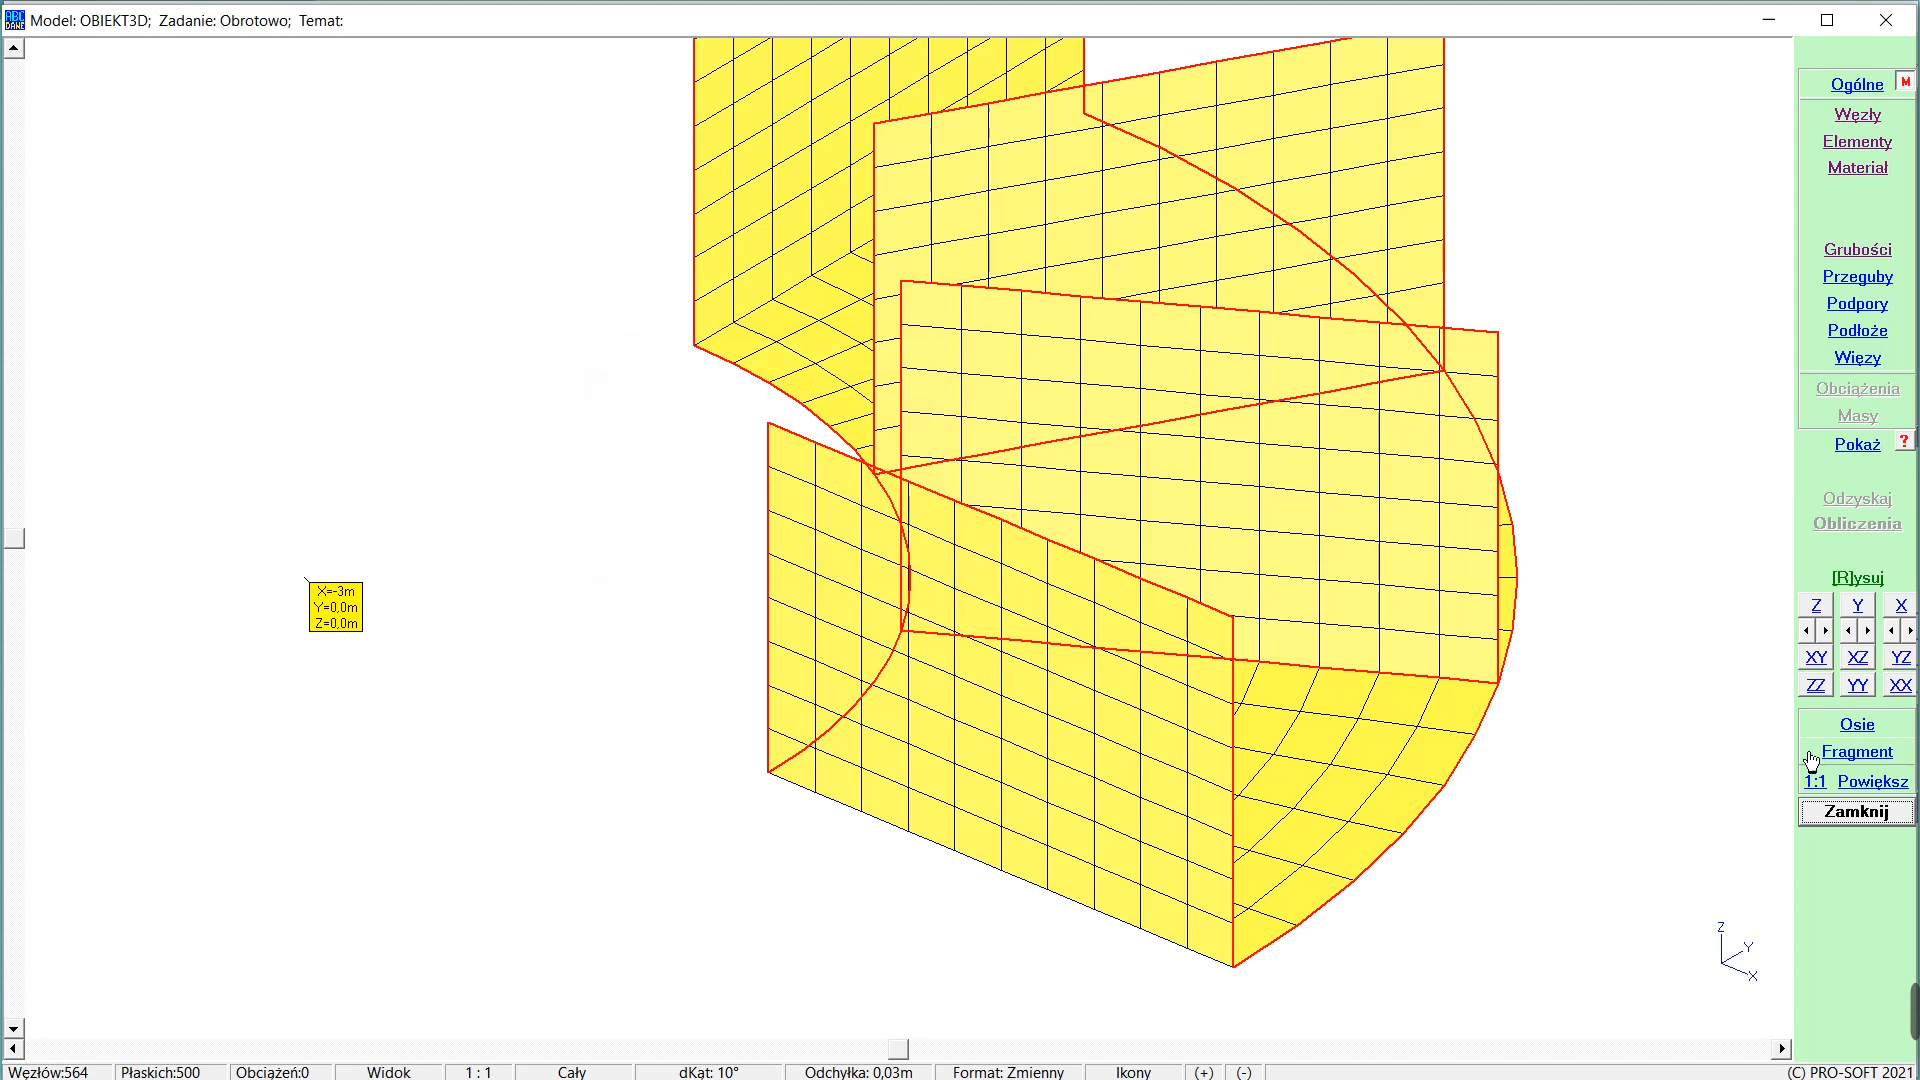 Model: OBIEKT3D; Zadanie: Obrotowo; Temat:
Ogólne M
Węzły
Elementy
Materiał
Grubości
Przeguby
Podpory
Podłoże
Więzy
Obciążenia
Masy
Pokaż ?
Odzyskaj
Obliczenia
[R]ysuj
Z Y X
XY XZ YZ
ZZ YY XX
Osie
Fragment
1:1 Powiększ
Zamknij
X=-3m
Y=0,0m
Z=0,0m
Z
Y
X
Węzłów:564 Płaskich:500 Obciążeń:0 Widok 1 : 1 Cały dKąt: 10° Odchyłka: 0,03m Format: Zmienny Ikony (+) (-) (C) PRO-SOFT 2021